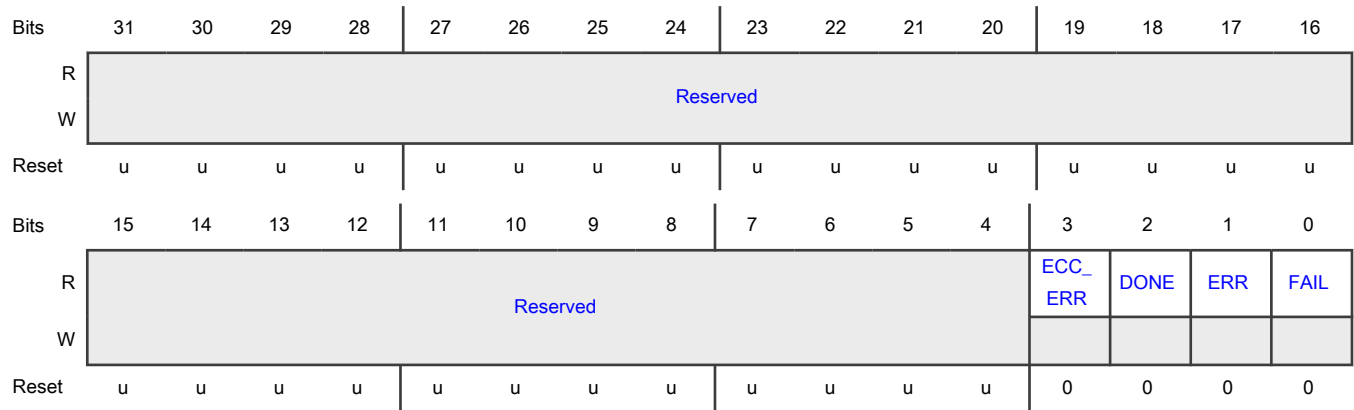 Bits 31 30 29 28 27 26 25 24 23 22 21 20 19 18 17 16
R
Reserved
W
Reset u u u u u u u u u u u u u u u u
Bits 15 14 13 12 11 10 9 8 7 6 5 4 3 2 1 0
R Reserved ECC_ DONE ERR FAIL
ERR
W
Reset u u u u u u u u u u u u 0 0 0 0